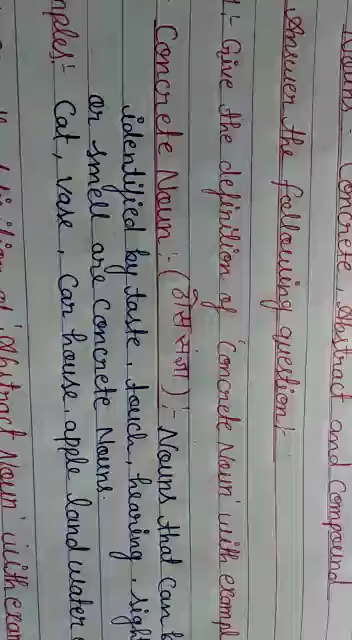 Nouns:- Concrete, Abstract and compound
Answer the following question:-
1:- Give the definition of 'Concrete Noun' with exampl
Concrete Noun:- (ठोस संज्ञा):- Nouns that can b
identified by taste, touch, hearing, sigh
or smell are concrete Nouns.
mples:- Cat, vase, Car house, apple land water
of 'Abstract Noun' with exam